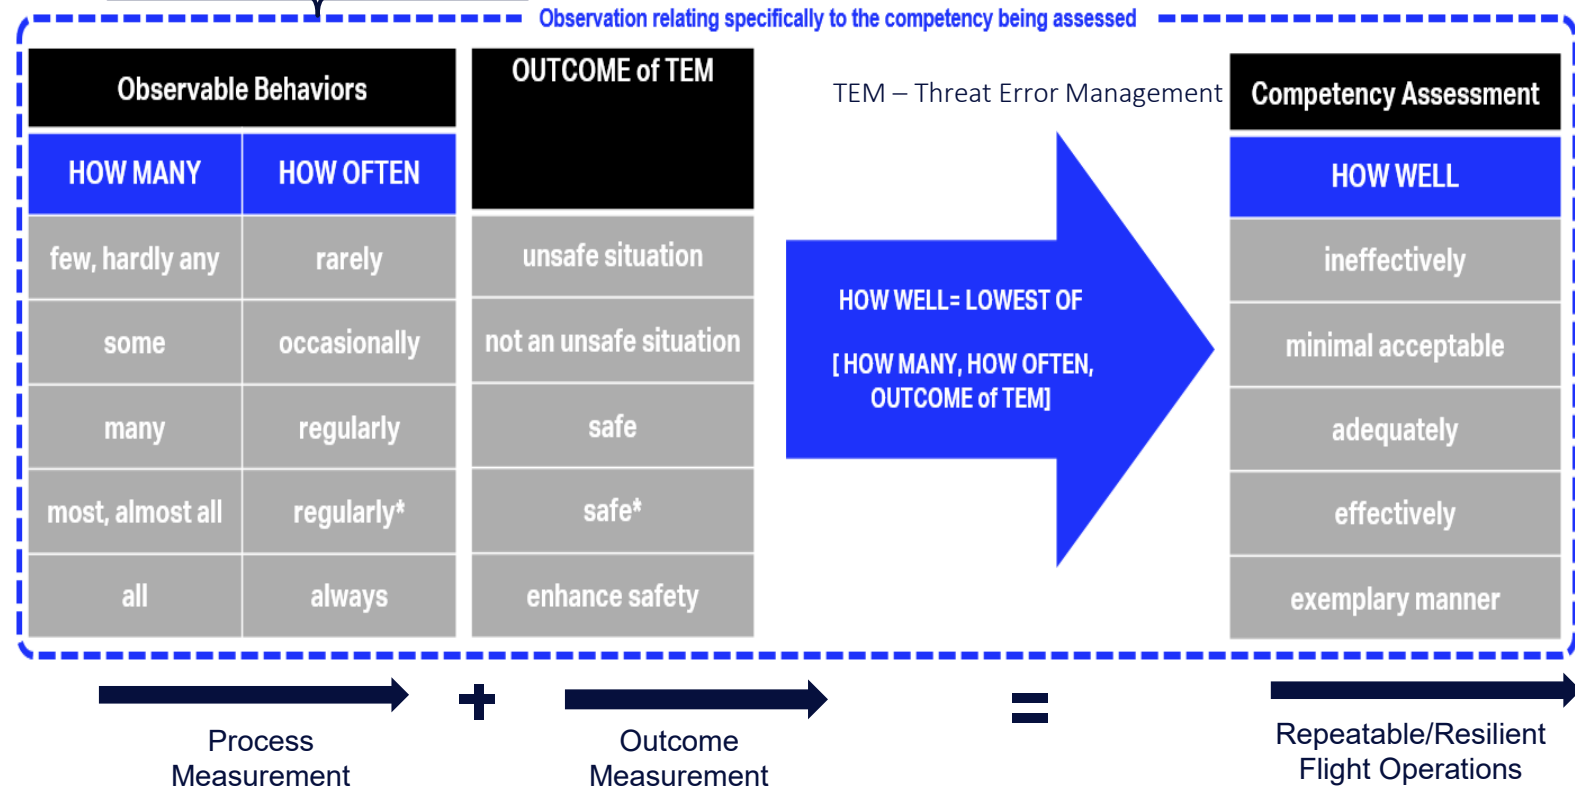 Observation relating specifically to the competency being assessed
Observable Behaviors
HOW MANY
HOW OFTEN
few, hardly any
rarely
some
occasionally
many
regularly
most, almost all
regularly*
all
always
OUTCOME of TEM
unsafe situation
not an unsafe situation
safe
safe*
enhance safety
TEM – Threat Error Management
HOW WELL= LOWEST OF
[ HOW MANY, HOW OFTEN,
OUTCOME of TEM]
Competency Assessment
HOW WELL
ineffectively
minimal acceptable
adequately
effectively
exemplary manner
Process
Measurement
+
Outcome
Measurement
=
Repeatable/Resilient
Flight Operations